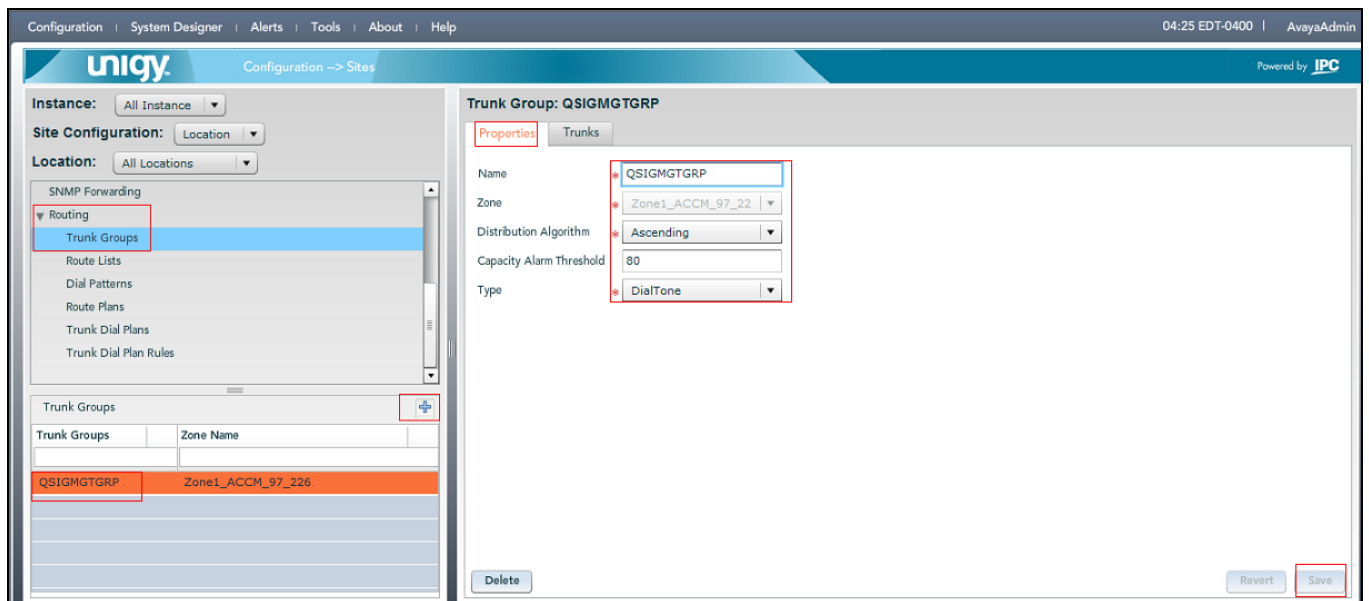 Configuration | System Designer | Alerts | Tools | About | Help 04:25 EDT-0400 | AvayaAdmin
unigy Configuration --> Sites Powered by IPC
Instance: All Instance
Site Configuration: Location
Location: All Locations
SNMP Forwarding
Routing
Trunk Groups
Route Lists
Dial Patterns
Route Plans
Trunk Dial Plans
Trunk Dial Plan Rules
Trunk Groups
Trunk Groups Zone Name
QSIGMGTGRP Zone1_ACCM_97_226
Trunk Group: QSIGMGTGRP
Properties Trunks
Name * QSIGMGTGRP
Zone * Zone1_ACCM_97_22
Distribution Algorithm * Ascending
Capacity Alarm Threshold 80
Type * DialTone
Delete Revert Save